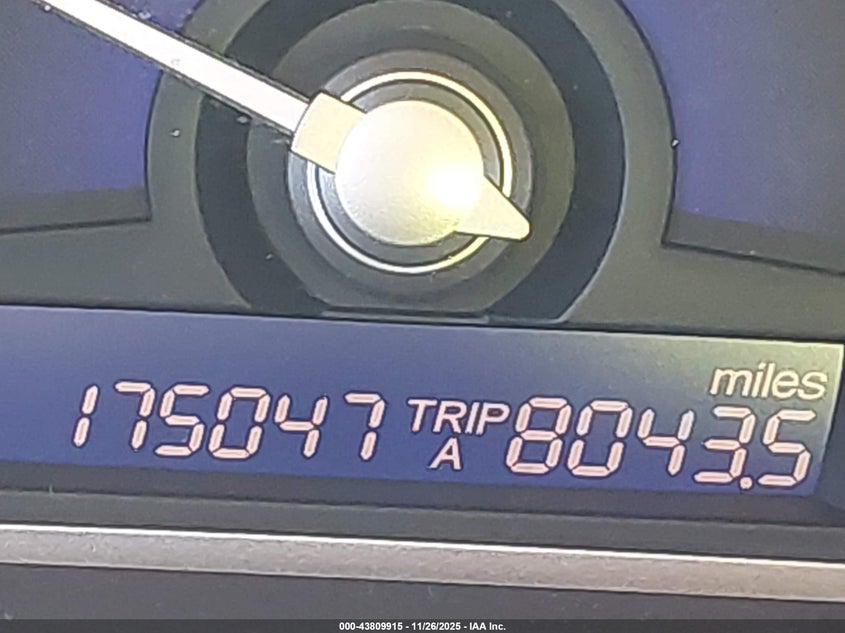 miles
175047 TRIP A 8043.5
000-43809915 - 11/26/2025 - IAA Inc.